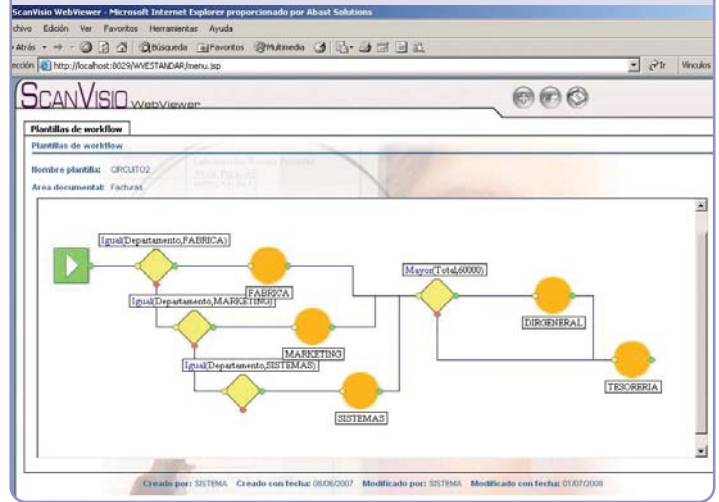 ScanVisio WebViewer - Microsoft Internet Explorer proporcionado por Abast Solutions
chivo Edición Ver Favoritos Herramientas Ayuda
Atrás Búsqueda Favoritos Multimedia
ección http://localhost:8029/WVESTANDAR/menu.jsp Ir Vínculos
SCANVISIO WebViewer
Plantillas de workflow
Plantillas de workflow
Nombre plantilla: CIRCUITO2
Area documental: Facturas
Igual(Departamento,FABRICA)
Mayor(Total,60000)
FABRICA
Igual(Departamento,MARKETING)
DIRGENERAL
MARKETING
Igual(Departamento,SISTEMAS)
TESORERIA
SISTEMAS
Creado por: SISTEMA Creado con fecha: 08/06/2007 Modificado por: SISTEMA Modificado con fecha: 01/07/2008